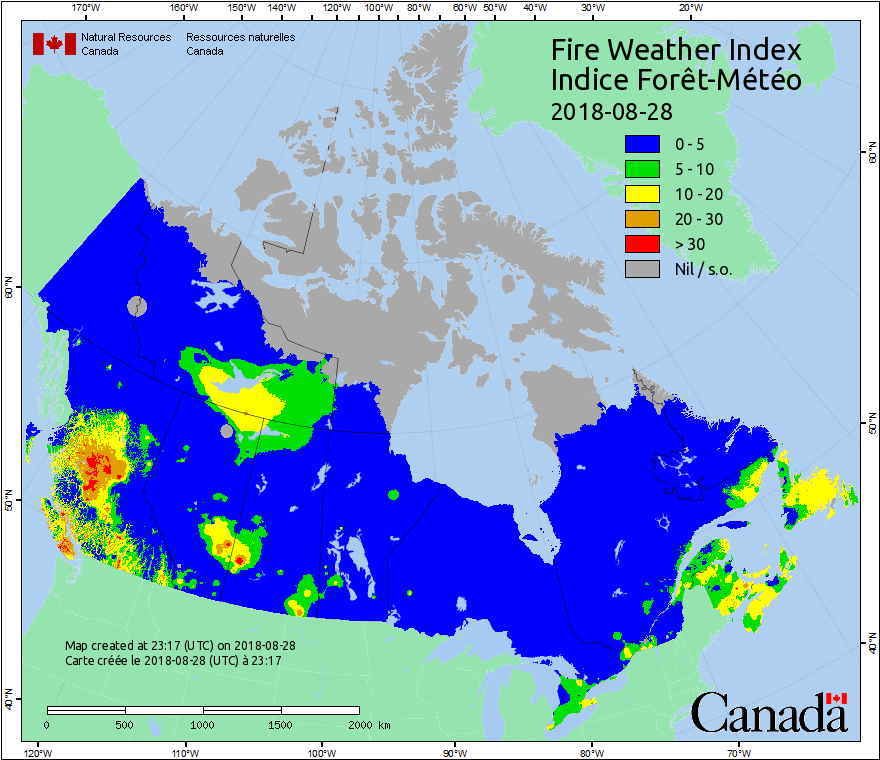 170°W 160°W 150°W 140°W 130°W 120°W 110°W 100°W 90°W 80°W 70°W 60°W 50°W 40°W 30°W 20°W
Natural Resources Canada
Ressources naturelles Canada
Fire Weather Index
Indice Forêt-Météo
2018-08-28
0 - 5
5 - 10
10 - 20
20 - 30
> 30
Nil / s.o.
60°N
60°N
50°N
50°N
40°N
40°N
Map created at 23:17 (UTC) on 2018-08-28
Carte créée le 2018-08-28 (UTC) à 23:17
0 500 1000 1500 2000 km
Canada
120°W 110°W 100°W 90°W 80°W 70°W